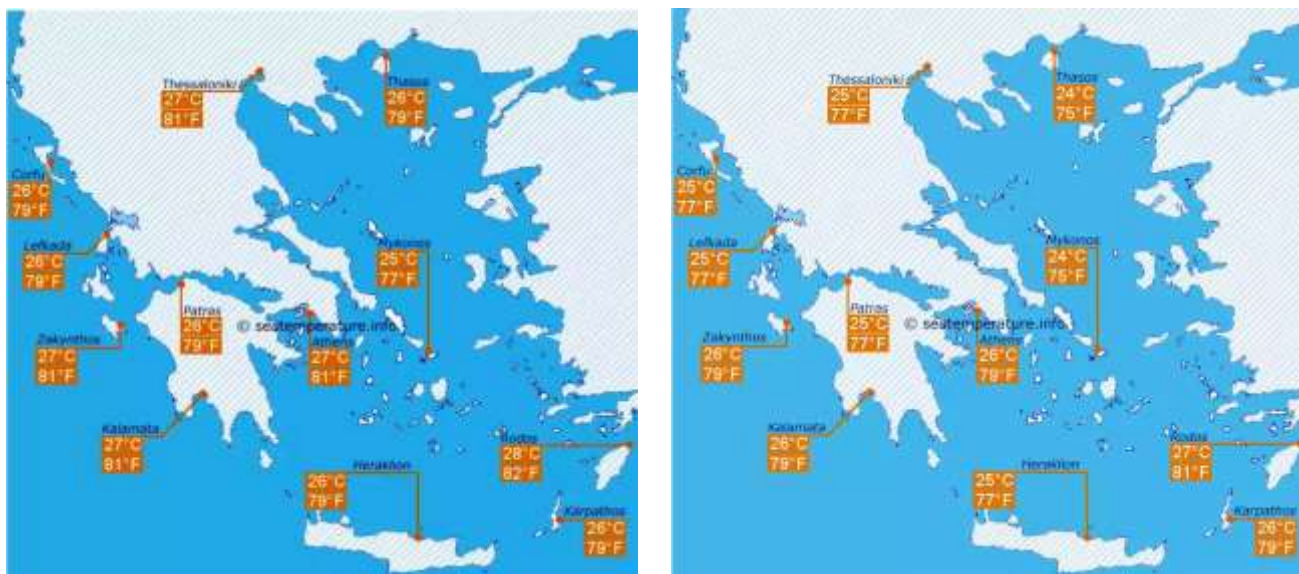 Thessaloniki
27°C
81°F
Thasos
26°C
79°F
Corfu
26°C
79°F
Lefkada
26°C
79°F
Mykonos
25°C
77°F
Patras
26°C
79°F
© seatemperature.info
Zakynthos
27°C
81°F
Athens
27°C
81°F
Kalamata
27°C
81°F
Rodos
28°C
82°F
Heraklion
26°C
79°F
Karpathos
26°C
79°F
Thessaloniki
25°C
77°F
Thasos
24°C
75°F
Corfu
25°C
77°F
Lefkada
25°C
77°F
Mykonos
24°C
75°F
Patras
25°C
77°F
© seatemperature.info
Zakynthos
26°C
79°F
Athens
26°C
79°F
Kalamata
26°C
79°F
Rodos
27°C
81°F
Heraklion
25°C
77°F
Karpathos
26°C
79°F